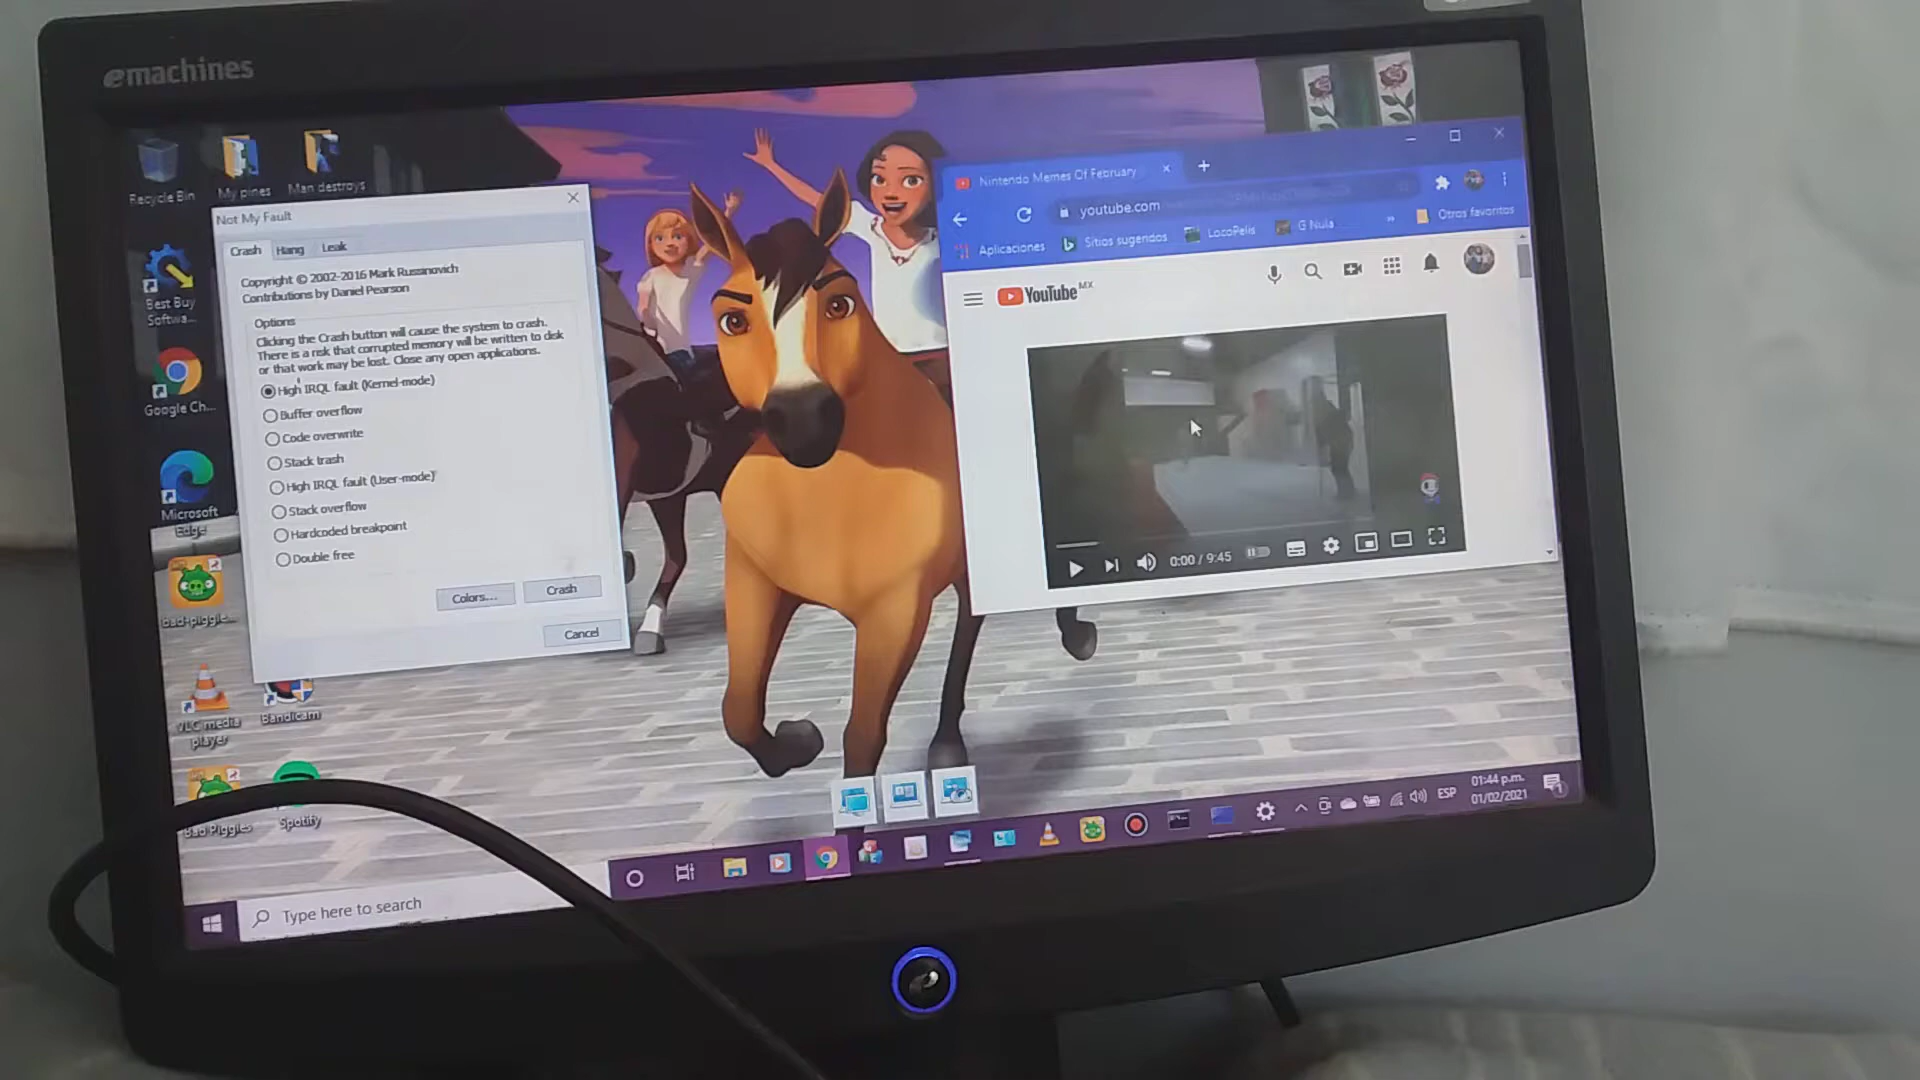 emachines
Recycle Bin
My pines
Man destroys
Best Buy
Softwa...
Google Ch...
Microsoft
Edge
bad-piggie...
VLC media
player
Bandicam
Bad Piggies
Spotify
Not My Fault
Crash
Hang
Leak
Copyright © 2002-2016 Mark Russinovich
Contributions by Daniel Pearson
Options
Clicking the Crash button will cause the system to crash.
There is a risk that corrupted memory will be written to disk
or that work may be lost. Close any open applications.
High IRQL fault (Kernel-mode)
Buffer overflow
Code overwrite
Stack trash
High IRQL fault (User-mode)
Stack overflow
Hardcoded breakpoint
Double free
Colors...
Crash
Cancel
Nintendo Memes Of February
youtube.com
Aplicaciones
Sitios sugeridos
LocoPelis
G Nula
»
Otros favoritos
YouTube MX
0:00 / 9:45
Type here to search
ESP
01:44 p.m.
01/02/2021